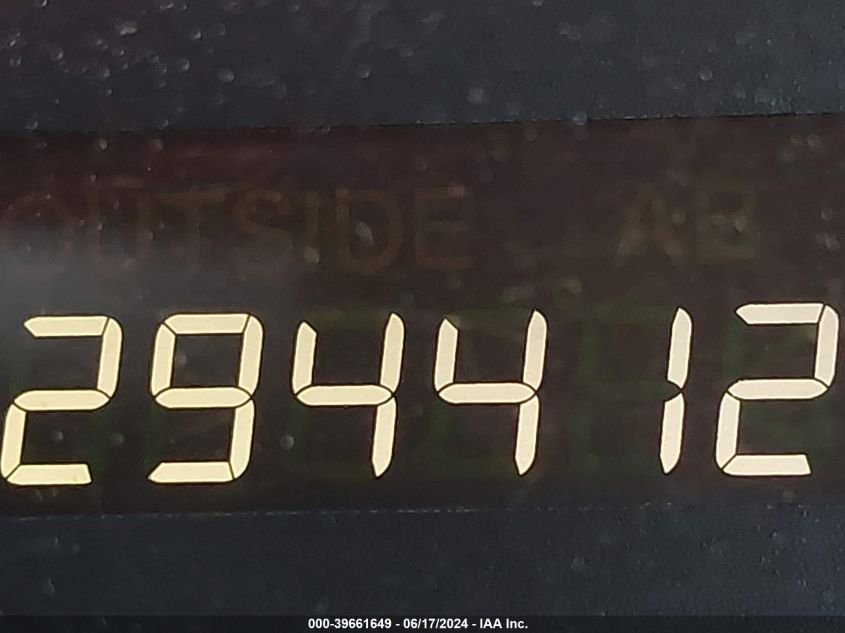 OUTSIDE AB
294412
000-39661649 - 06/17/2024 - IAA Inc.